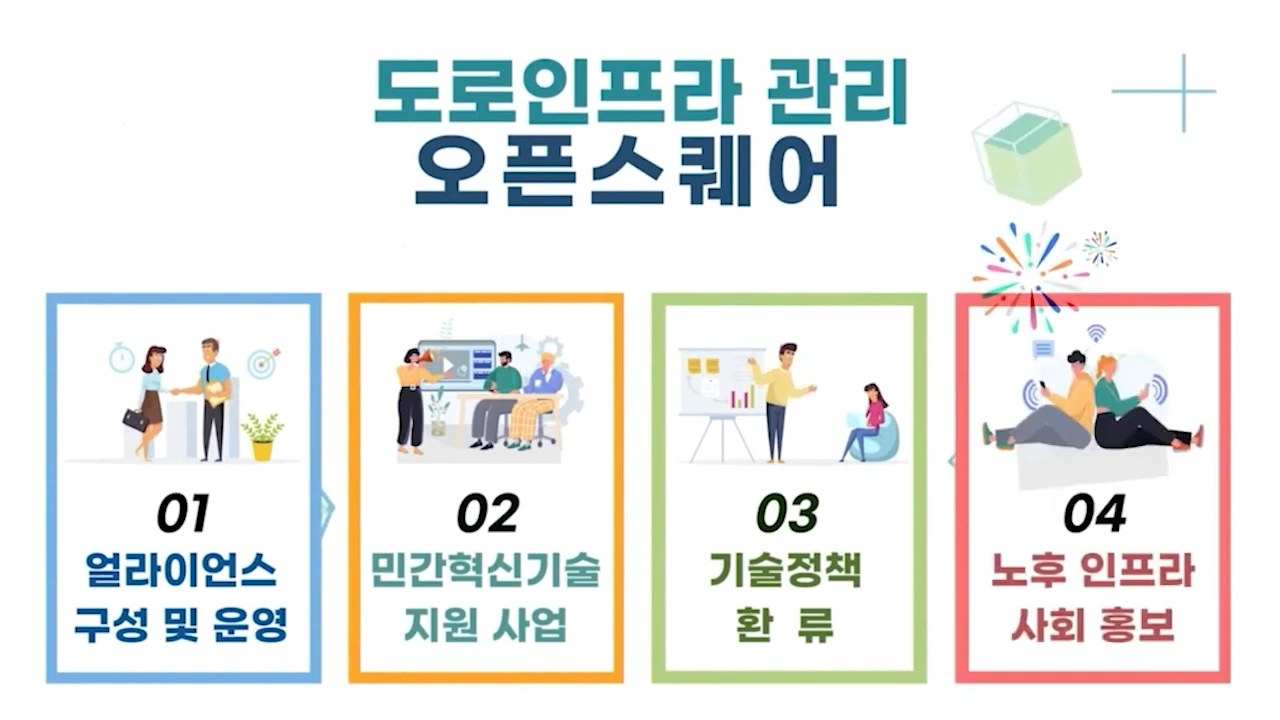 도로인프라 관리
오픈스퀘어
01
얼라이언스
구성 및 운영
02
민간혁신기술
지원 사업
03
기술정책
환 류
04
노후 인프라
사회 홍보